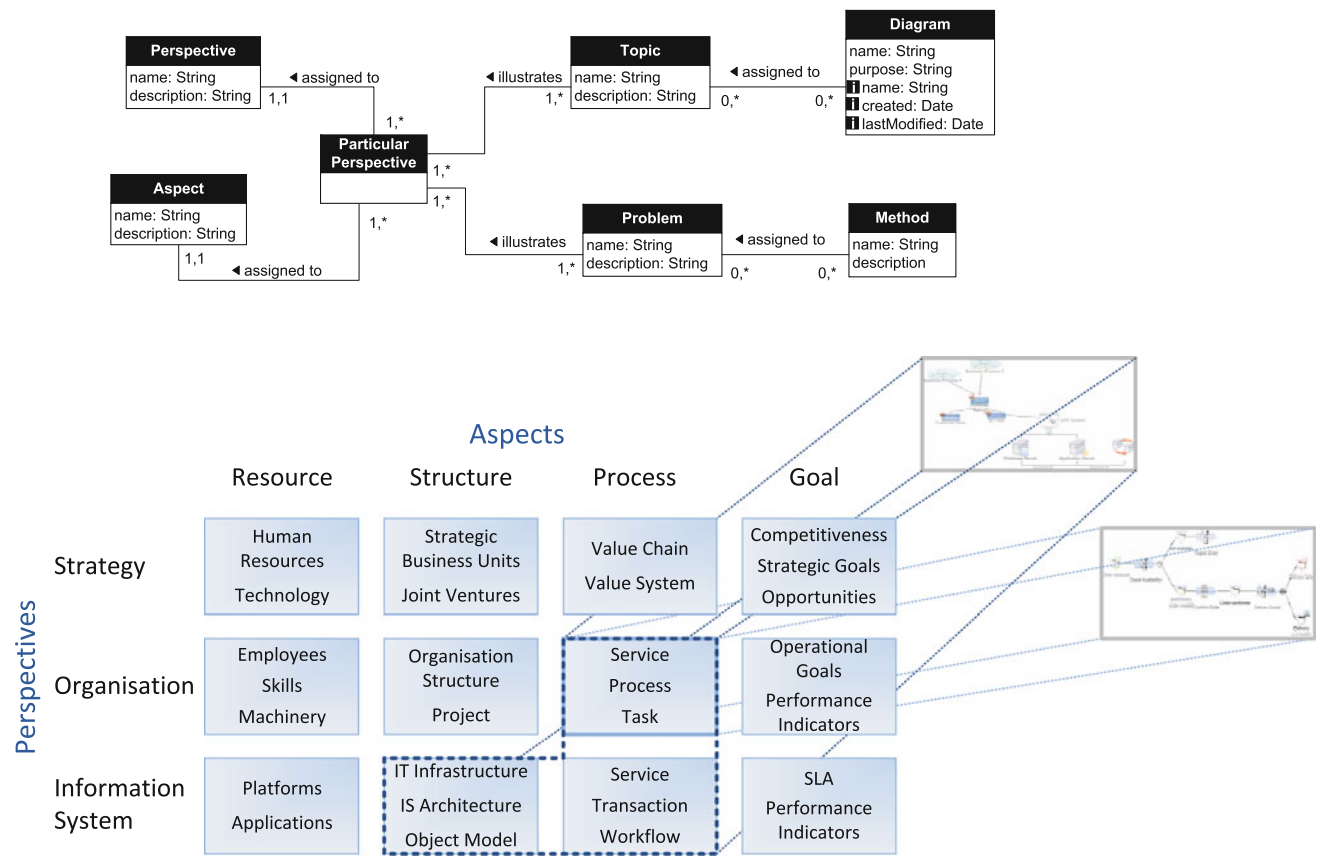 Perspective
name: String
description: String
◄ assigned to
1,1
1,*
Topic
name: String
description: String
◄ illustrates
1,*
1,*
Diagram
name: String
purpose: String
i name: String
i created: Date
i lastModified: Date
◄ assigned to
0,*
0,*
Particular
Perspective
Aspect
name: String
description: String
1,1
◄ assigned to
1,*
1,*
◄ illustrates
1,*
Problem
name: String
description: String
◄ assigned to
0,*
0,*
Method
name: String
description
Aspects
Resource
Structure
Process
Goal
Perspectives
Strategy
Human
Resources
Technology
Strategic
Business Units
Joint Ventures
Value Chain
Value System
Competitiveness
Strategic Goals
Opportunities
Organisation
Employees
Skills
Machinery
Organisation
Structure
Project
Service
Process
Task
Operational
Goals
Performance
Indicators
Information
System
Platforms
Applications
IT Infrastructure
IS Architecture
Object Model
Service
Transaction
Workflow
SLA
Performance
Indicators